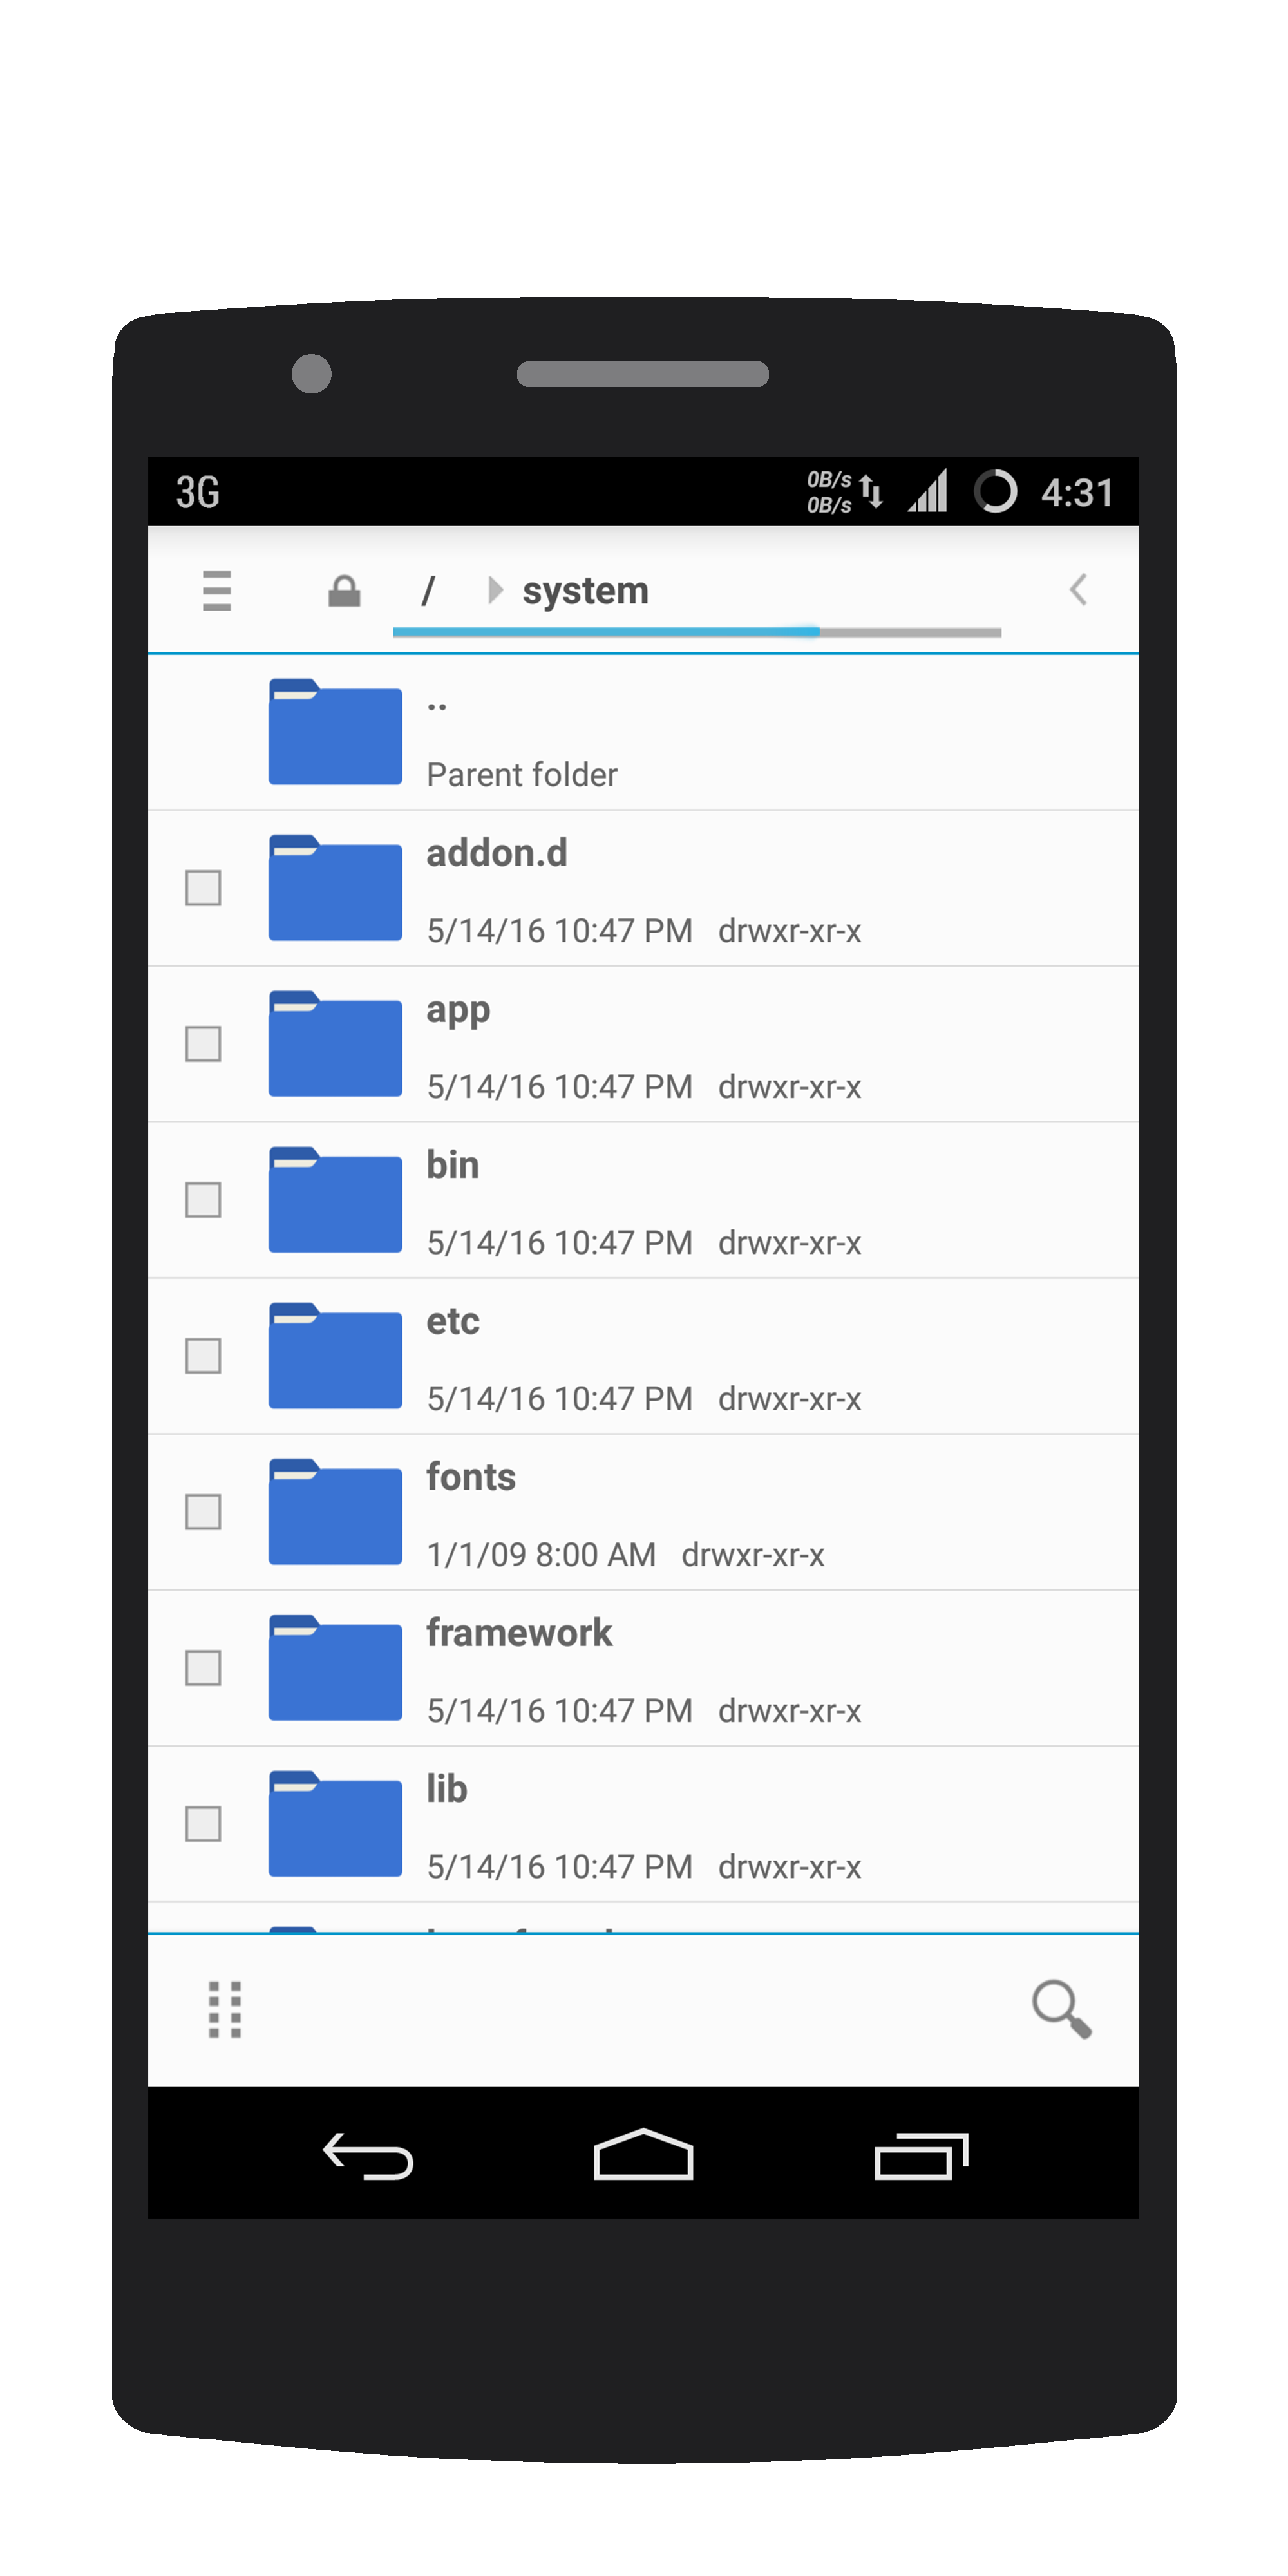 3G 0B/s 0B/s 4:31
/ system
..
Parent folder
addon.d
5/14/16 10:47 PM drwxr-xr-x
app
5/14/16 10:47 PM drwxr-xr-x
bin
5/14/16 10:47 PM drwxr-xr-x
etc
5/14/16 10:47 PM drwxr-xr-x
fonts
1/1/09 8:00 AM drwxr-xr-x
framework
5/14/16 10:47 PM drwxr-xr-x
lib
5/14/16 10:47 PM drwxr-xr-x